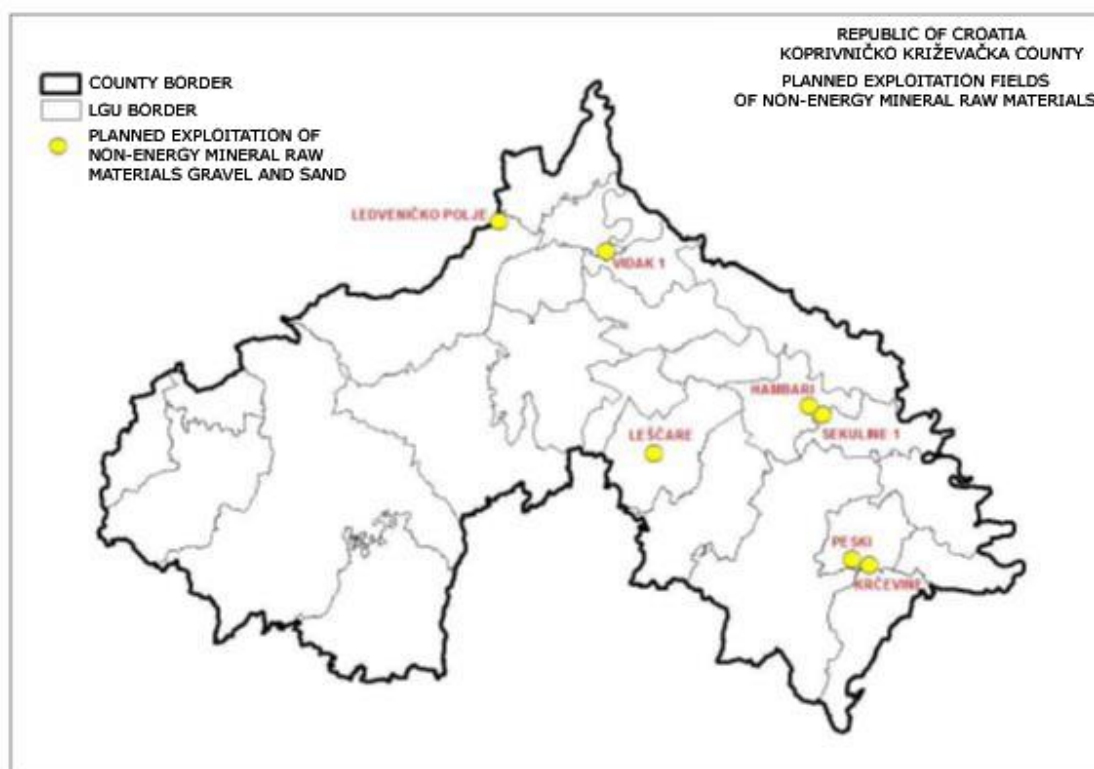 REPUBLIC OF CROATIA
KOPRIVNIČKO KRIŽEVAČKA COUNTY
PLANNED EXPLOITATION FIELDS
OF NON-ENERGY MINERAL RAW MATERIALS
COUNTY BORDER
LGU BORDER
PLANNED EXPLOITATION OF
NON-ENERGY MINERAL RAW
MATERIALS GRAVEL AND SAND
LEDVENIČKO POLJE
VIDAK 1
HAMBARI
SEKULINE 1
LEŠČARE
PESKI
KRČEVINE